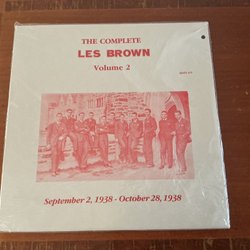 THE COMPLETE
LES BROWN
Volume 2
September 2, 1938 - October 28, 1938